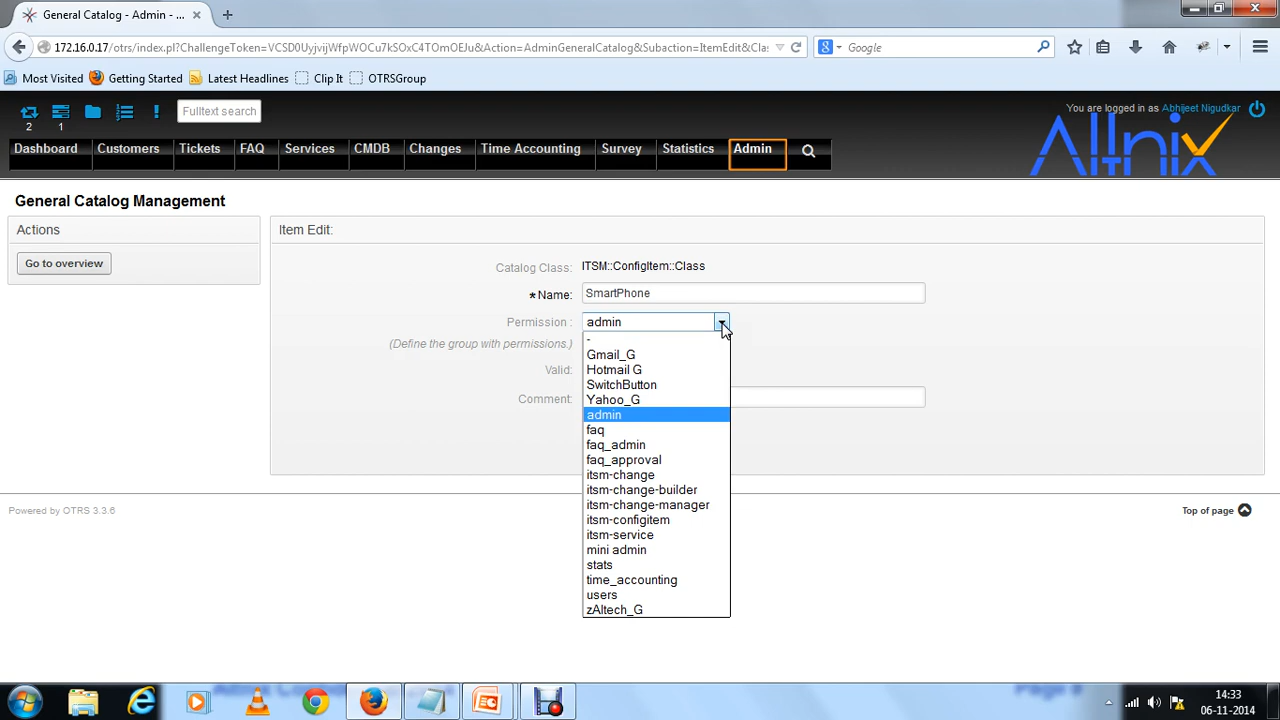 General Catalog - Admin - ...
172.16.0.17/otrs/index.pl?ChallengeToken=VCSD0UyjvijWfpWOCu7kSOxC4TOmOEJu&Action=AdminGeneralCatalog&Subaction=ItemEdit&Clas
Google
Most Visited Getting Started Latest Headlines Clip It OTRSGroup
2 1
Fulltext search
You are logged in as Abhijeet Nigudkar
Dashboard Customers Tickets FAQ Services CMDB Changes Time Accounting Survey Statistics Admin
General Catalog Management
Actions
Go to overview
Item Edit:
Catalog Class: ITSM::ConfigItem::Class
* Name: SmartPhone
Permission : admin
(Define the group with permissions.)
Valid:
Comment:
-
Gmail_G
Hotmail G
SwitchButton
Yahoo_G
admin
faq
faq_admin
faq_approval
itsm-change
itsm-change-builder
itsm-change-manager
itsm-configitem
itsm-service
mini admin
stats
time_accounting
users
zAltech_G
Powered by OTRS 3.3.6
Top of page
14:33
06-11-2014